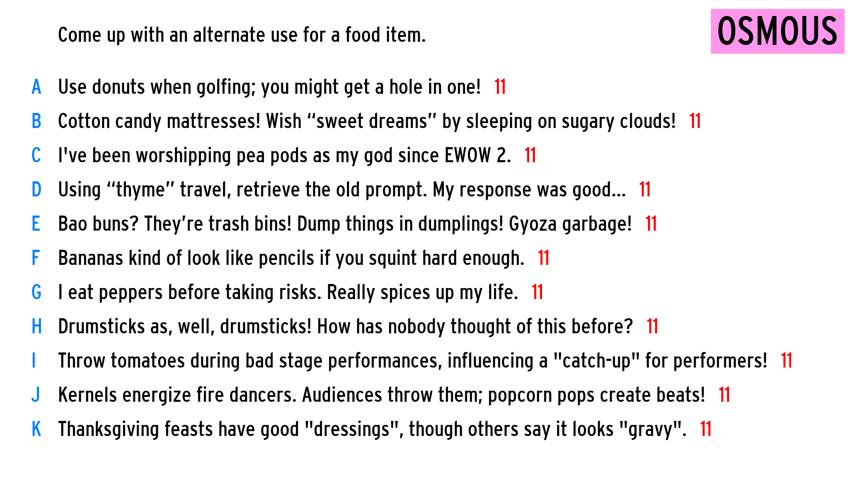 Come up with an alternate use for a food item.
OSMOUS
A Use donuts when golfing; you might get a hole in one! 11
B Cotton candy mattresses! Wish “sweet dreams” by sleeping on sugary clouds! 11
C I've been worshipping pea pods as my god since EWOW 2. 11
D Using “thyme” travel, retrieve the old prompt. My response was good... 11
E Bao buns? They’re trash bins! Dump things in dumplings! Gyoza garbage! 11
F Bananas kind of look like pencils if you squint hard enough. 11
G I eat peppers before taking risks. Really spices up my life. 11
H Drumsticks as, well, drumsticks! How has nobody thought of this before? 11
I Throw tomatoes during bad stage performances, influencing a "catch-up" for performers! 11
J Kernels energize fire dancers. Audiences throw them; popcorn pops create beats! 11
K Thanksgiving feasts have good "dressings", though others say it looks "gravy". 11